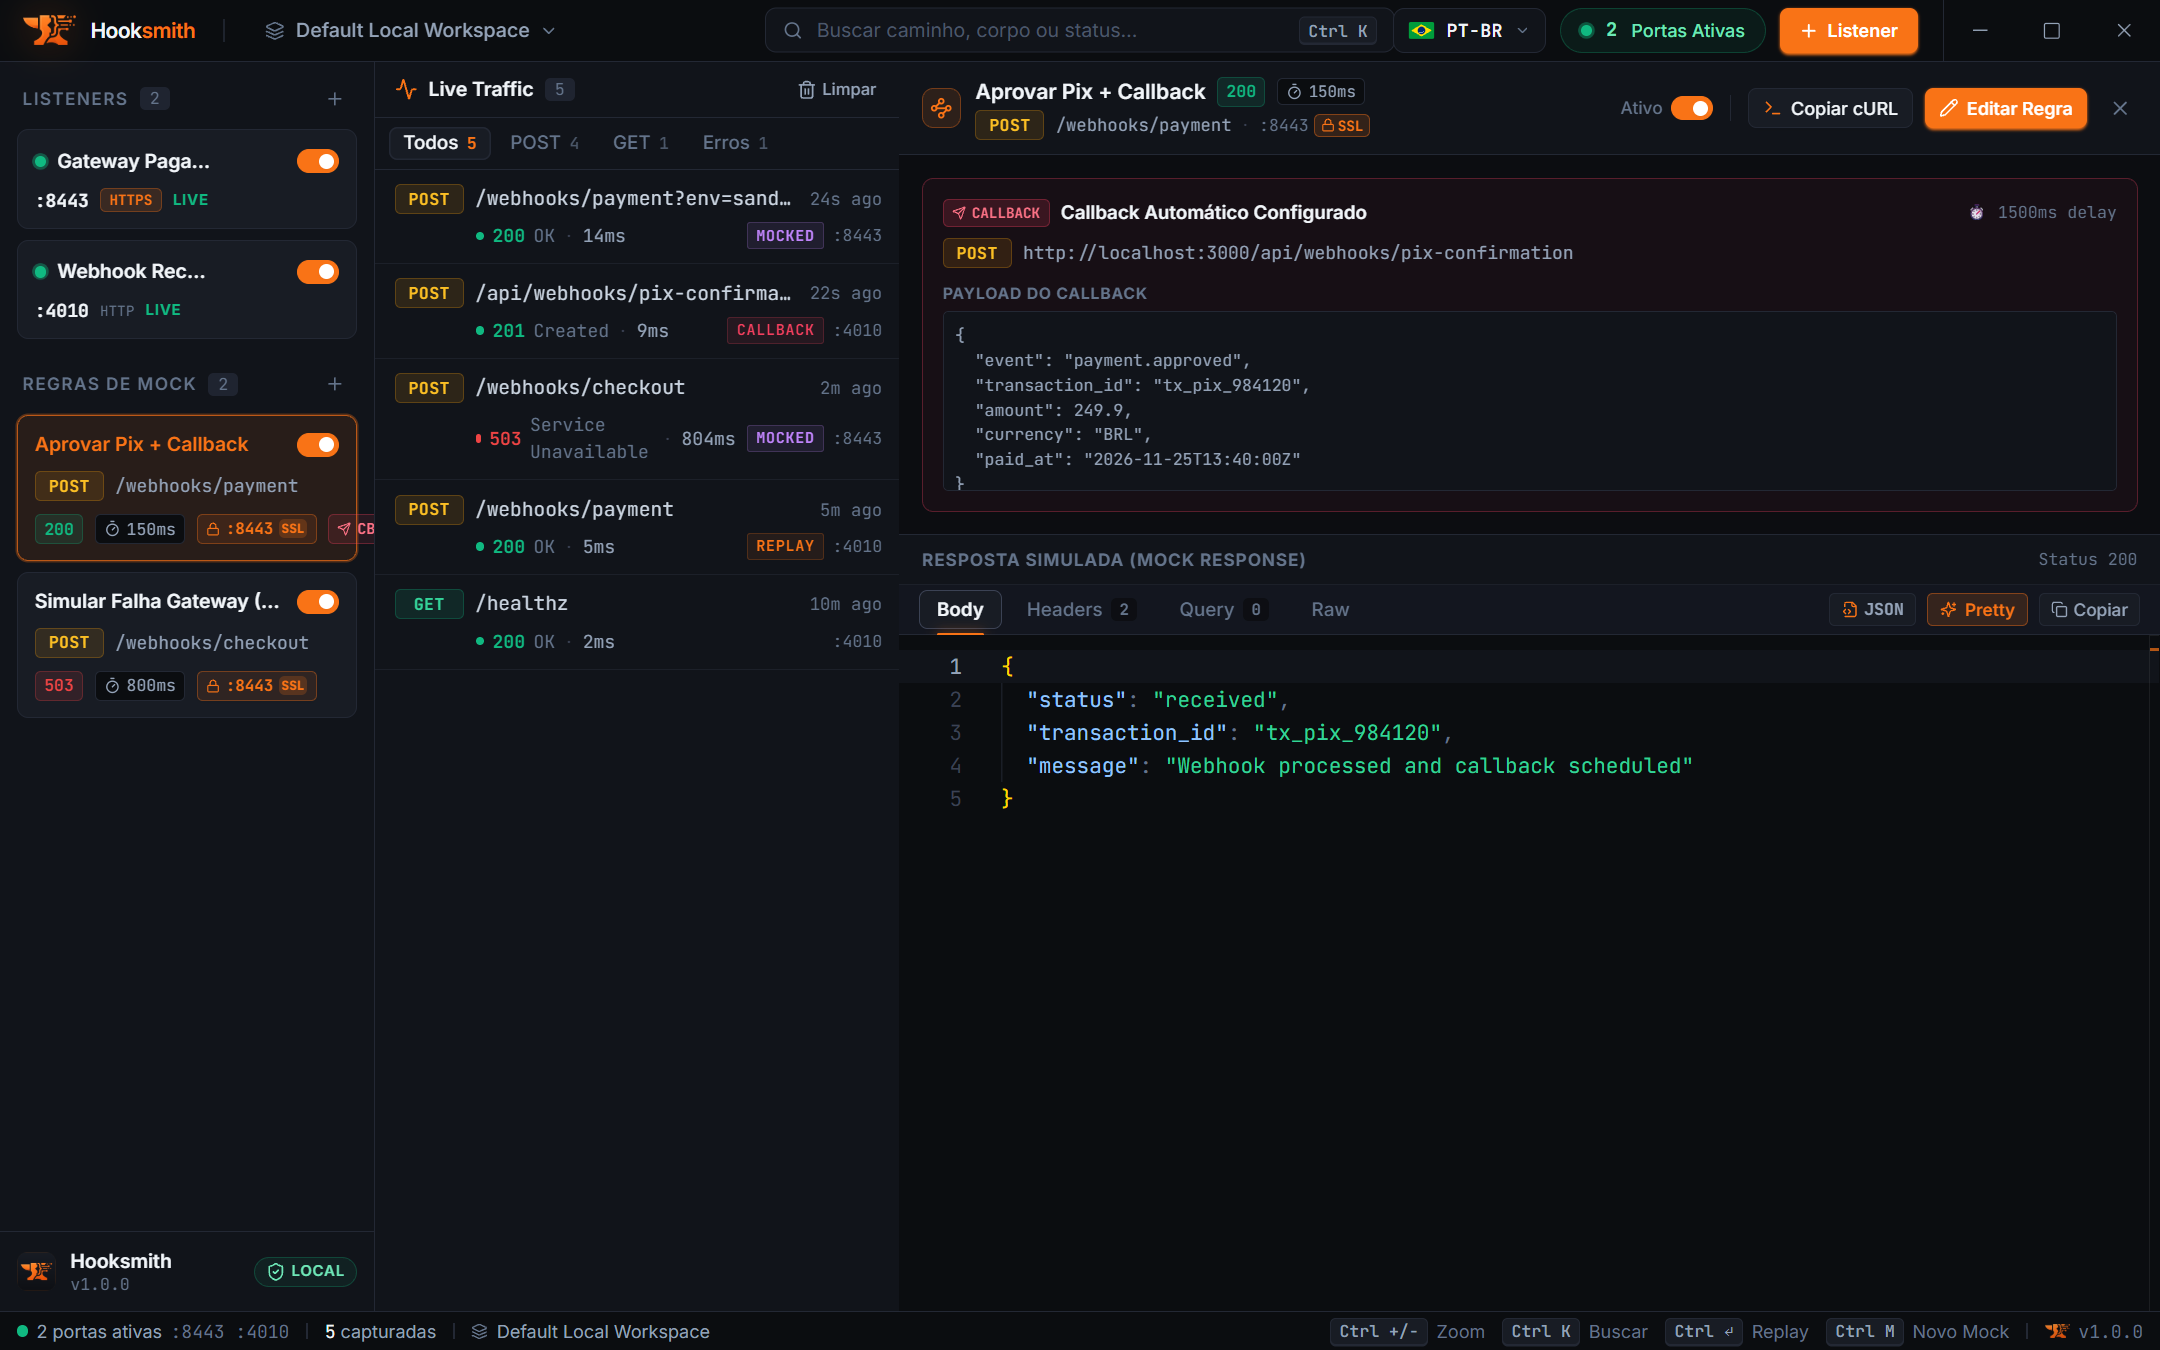 Hooksmith
Default Local Workspace
Buscar caminho, corpo ou status...
Ctrl K
PT-BR
2 Portas Ativas
+ Listener
LISTENERS 2
Gateway Paga...
:8443 HTTPS LIVE
Webhook Rec...
:4010 HTTP LIVE
REGRAS DE MOCK 2
Aprovar Pix + Callback
POST /webhooks/payment
200 150ms :8443 SSL CB
Simular Falha Gateway (...
POST /webhooks/checkout
503 800ms :8443 SSL
Hooksmith
v1.0.0
LOCAL
Live Traffic 5
Limpar
Todos 5 POST 4 GET 1 Erros 1
POST /webhooks/payment?env=sand... 24s ago
200 OK · 14ms MOCKED :8443
POST /api/webhooks/pix-confirma... 22s ago
201 Created · 9ms CALLBACK :4010
POST /webhooks/checkout 2m ago
503 Service Unavailable · 804ms MOCKED :8443
POST /webhooks/payment 5m ago
200 OK · 5ms REPLAY :4010
GET /healthz 10m ago
200 OK · 2ms :4010
Aprovar Pix + Callback 200 150ms
POST /webhooks/payment · :8443 SSL
Ativo
Copiar cURL
Editar Regra
CALLBACK Callback Automático Configurado
1500ms delay
POST http://localhost:3000/api/webhooks/pix-confirmation
PAYLOAD DO CALLBACK
{
"event": "payment.approved",
"transaction_id": "tx_pix_984120",
"amount": 249.9,
"currency": "BRL",
"paid_at": "2026-11-25T13:40:00Z"
}
RESPOSTA SIMULADA (MOCK RESPONSE)
Status 200
Body Headers 2 Query 0 Raw
JSON Pretty Copiar
1 {
2 "status": "received",
3 "transaction_id": "tx_pix_984120",
4 "message": "Webhook processed and callback scheduled"
5 }
2 portas ativas :8443 :4010
5 capturadas
Default Local Workspace
Ctrl +/- Zoom
Ctrl K Buscar
Ctrl ↵ Replay
Ctrl M Novo Mock
v1.0.0